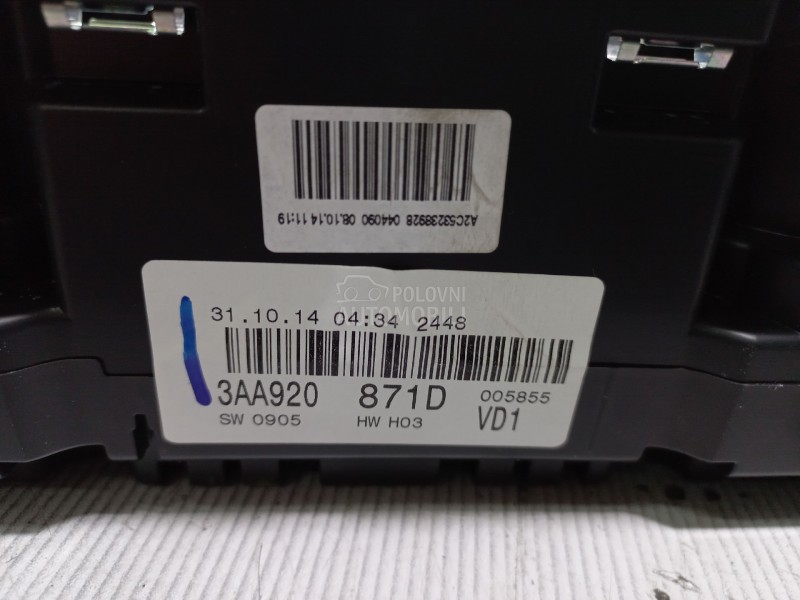 A2C53238928 044090 08.10.14 11:19
POLOVNI
AUTOMOBILI
31.10.14 04:34 2448
3AA920 871D 005855
SW 0905 HW H03 VD1